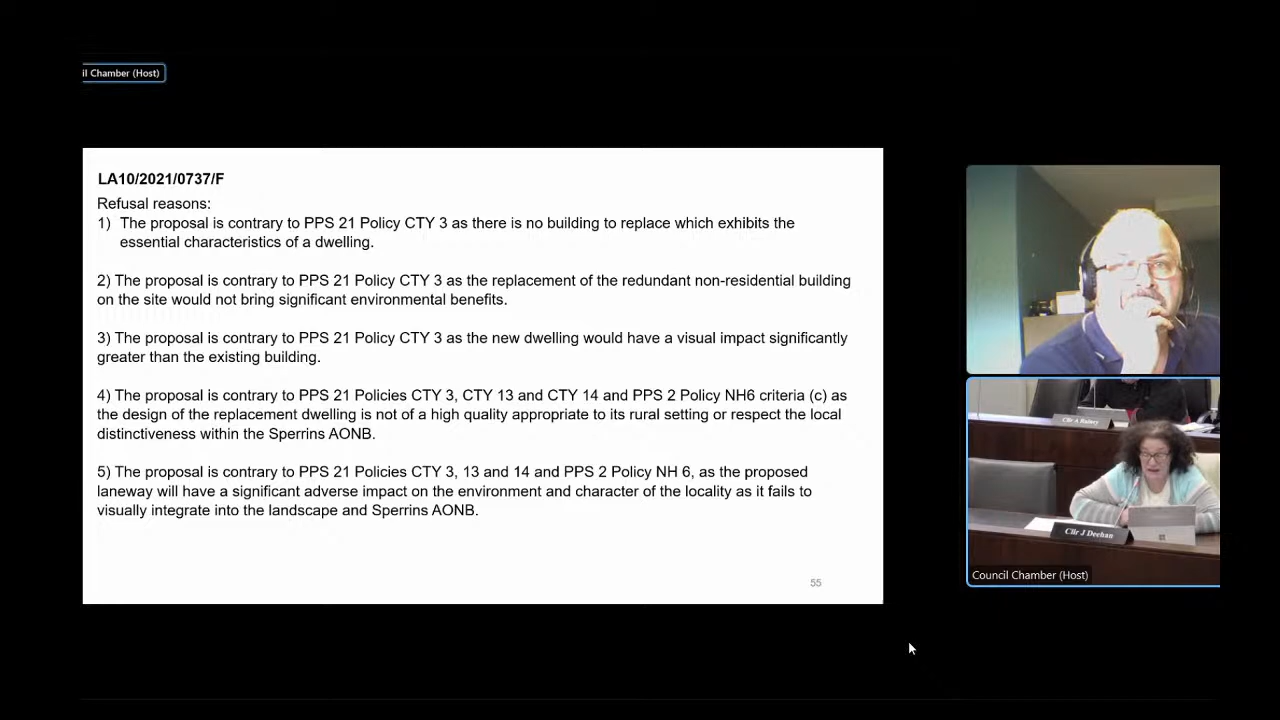 il Chamber (Host)
LA10/2021/0737/F
Refusal reasons:
1) The proposal is contrary to PPS 21 Policy CTY 3 as there is no building to replace which exhibits the
essential characteristics of a dwelling.
2) The proposal is contrary to PPS 21 Policy CTY 3 as the replacement of the redundant non-residential building
on the site would not bring significant environmental benefits.
3) The proposal is contrary to PPS 21 Policy CTY 3 as the new dwelling would have a visual impact significantly
greater than the existing building.
4) The proposal is contrary to PPS 21 Policies CTY 3, CTY 13 and CTY 14 and PPS 2 Policy NH6 criteria (c) as
the design of the replacement dwelling is not of a high quality appropriate to its rural setting or respect the local
distinctiveness within the Sperrins AONB.
5) The proposal is contrary to PPS 21 Policies CTY 3, 13 and 14 and PPS 2 Policy NH 6, as the proposed
laneway will have a significant adverse impact on the environment and character of the locality as it fails to
visually integrate into the landscape and Sperrins AONB.
55
Cllr A Rainey
Cllr J Deehan
Council Chamber (Host)